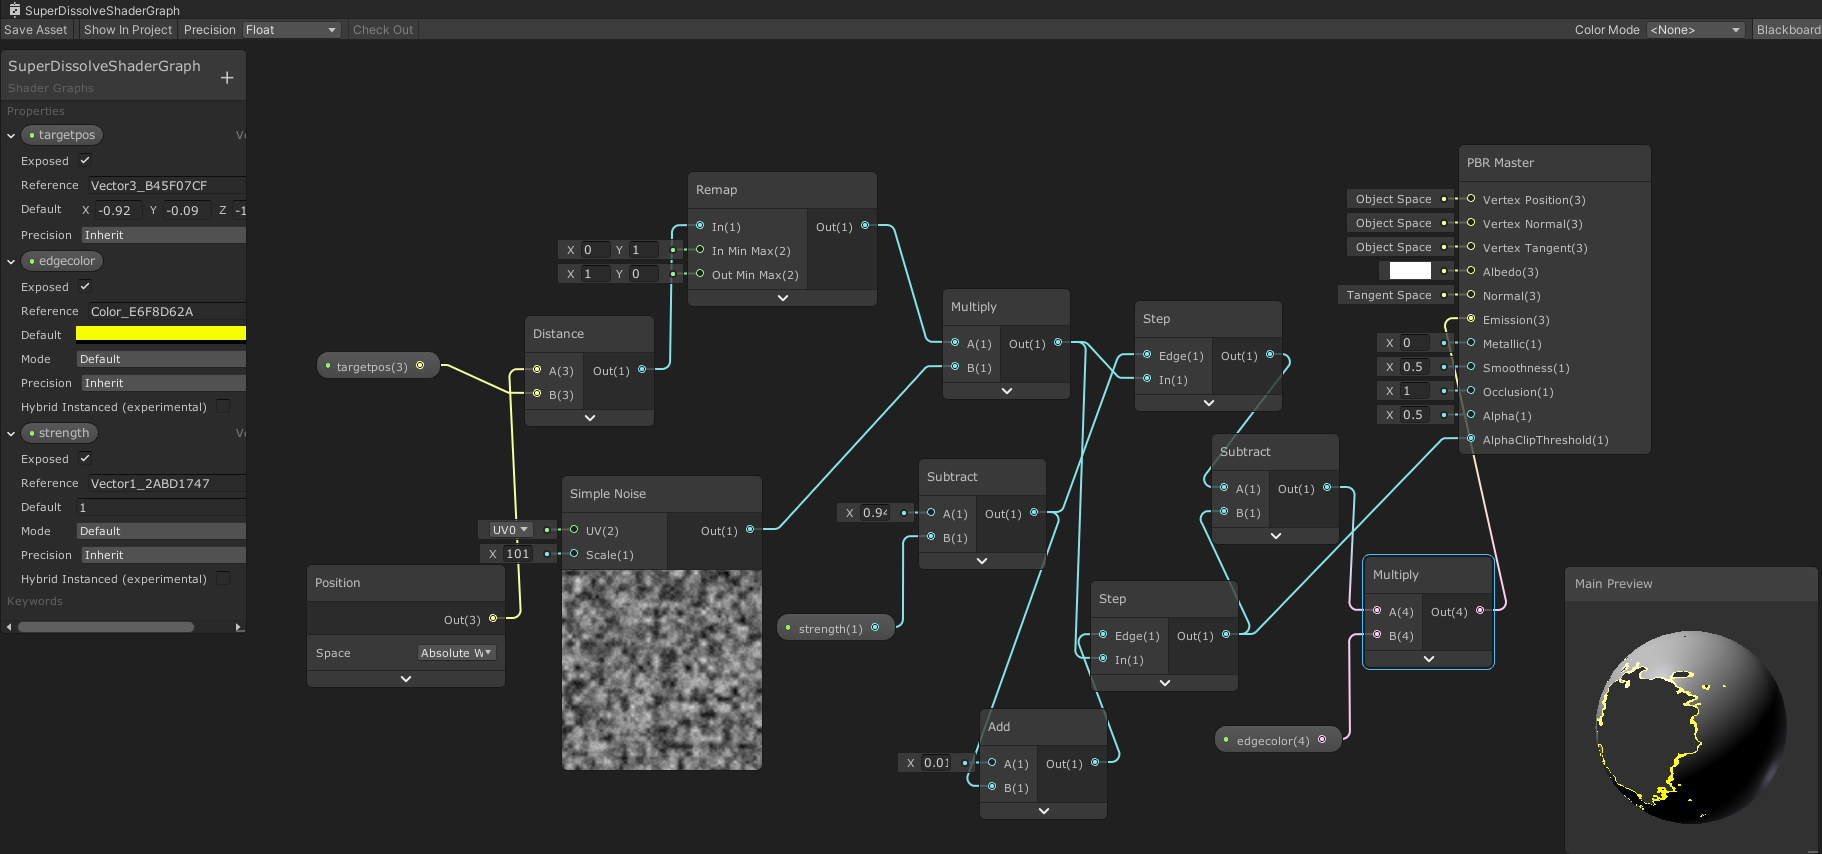 SuperDissolveShaderGraph
Save Asset Show In Project Precision Float Check Out Color Mode <None> Blackboard
SuperDissolveShaderGraph
Shader Graphs
Properties
targetpos
Exposed
Reference Vector3_B45F07CF
Default X -0.92 Y -0.09 Z -1
Precision Inherit
edgecolor
Exposed
Reference Color_E6F8D62A
Default
Mode Default
Precision Inherit
Hybrid Instanced (experimental)
strength
Exposed
Reference Vector1_2ABD1747
Default 1
Mode Default
Precision Inherit
Hybrid Instanced (experimental)
Keywords
targetpos(3)
Position
Out(3)
Space Absolute W
Distance
A(3) Out(1)
B(3)
Remap
In(1) Out(1)
X 0 Y 1 In Min Max(2)
X 1 Y 0 Out Min Max(2)
Simple Noise
UV0 UV(2) Out(1)
X 101 Scale(1)
Multiply
A(1) Out(1)
B(1)
Subtract
X 0.94 A(1) Out(1)
B(1)
strength(1)
Step
Edge(1) Out(1)
In(1)
Subtract
A(1) Out(1)
B(1)
Step
Edge(1) Out(1)
In(1)
Add
X 0.01 A(1) Out(1)
B(1)
edgecolor(4)
Multiply
A(4) Out(4)
B(4)
PBR Master
Object Space Vertex Position(3)
Object Space Vertex Normal(3)
Object Space Vertex Tangent(3)
Albedo(3)
Tangent Space Normal(3)
Emission(3)
X 0 Metallic(1)
X 0.5 Smoothness(1)
X 1 Occlusion(1)
X 0.5 Alpha(1)
AlphaClipThreshold(1)
Main Preview